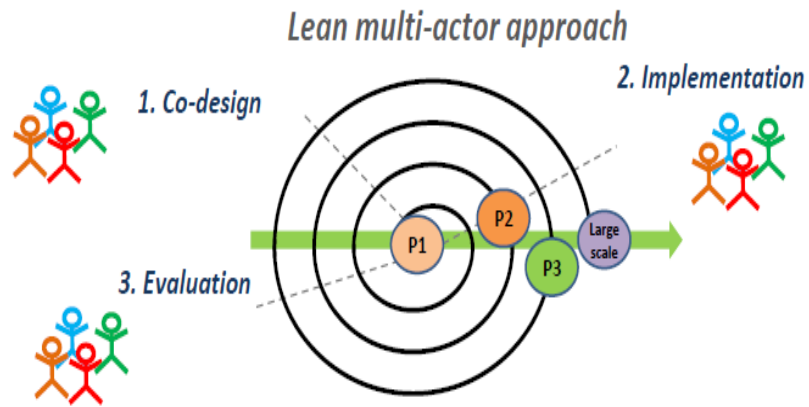 Lean multi-actor approach
1. Co-design
2. Implementation
P1
P2
P3
Large
scale
3. Evaluation